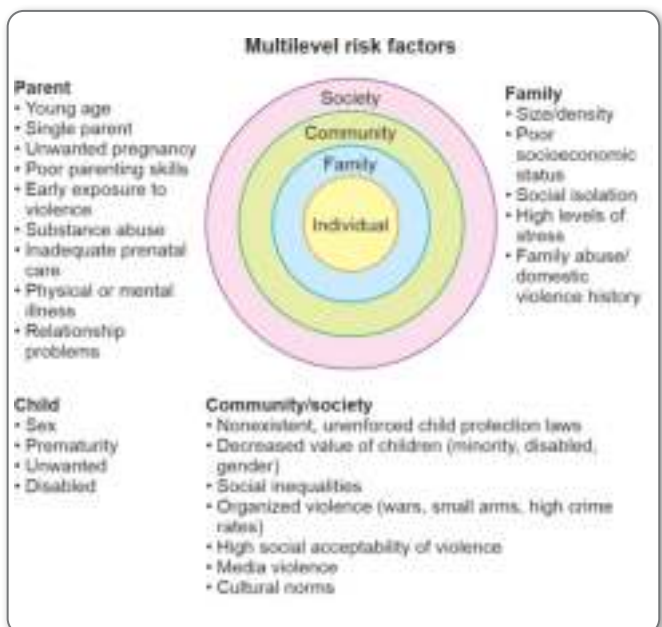 Multilevel risk factors
Parent
• Young age
• Single parent
• Unwanted pregnancy
• Poor parenting skills
• Early exposure to
violence
• Substance abuse
• Inadequate prenatal
care
• Physical or mental
illness
• Relationship
problems
Society
Community
Family
Individual
Family
• Size/density
• Poor
socioeconomic
status
• Social isolation
• High levels of
stress
• Family abuse/
domestic
violence history
Child
• Sex
• Prematurity
• Unwanted
• Disabled
Community/society
• Nonexistent, unenforced child protection laws
• Decreased value of children (minority, disabled,
gender)
• Social inequalities
• Organized violence (wars, small arms, high crime
rates)
• High social acceptability of violence
• Media violence
• Cultural norms